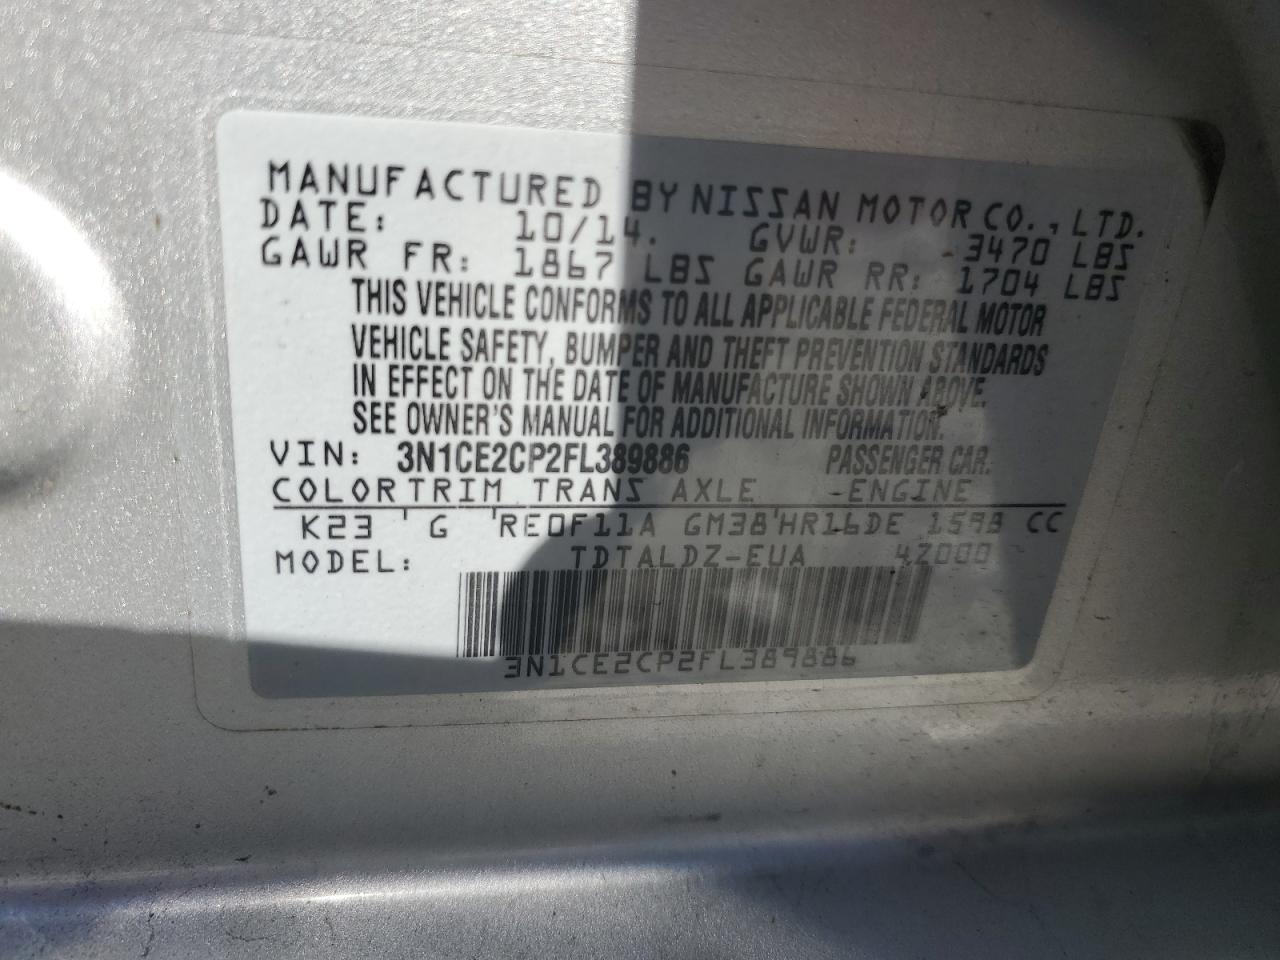 MANUFACTURED BY NISSAN MOTOR CO., LTD.
DATE: 10/14. GVWR: 3470 LBS
GAWR FR: 1867 LBS GAWR RR: 1704 LBS
THIS VEHICLE CONFORMS TO ALL APPLICABLE FEDERAL MOTOR
VEHICLE SAFETY, BUMPER AND THEFT PREVENTION STANDARDS
IN EFFECT ON THE DATE OF MANUFACTURE SHOWN ABOVE.
SEE OWNER'S MANUAL FOR ADDITIONAL INFORMATION.
VIN: 3N1CE2CP2FL389886 PASSENGER CAR.
COLOR TRIM TRANS AXLE ENGINE
K23 G RE0F11A GM38 HR16DE 1598 CC
MODEL: TDTALDZ-EUA 42000
3N1CE2CP2FL389886